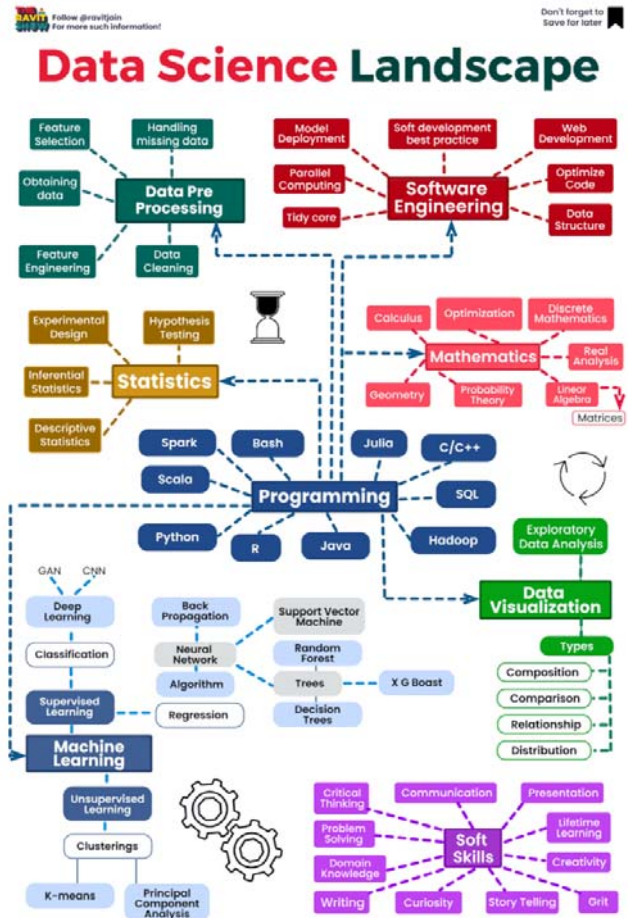 THE
RAVIT
SHOW
Follow @ravitjain
For more such information!
Don't forget to
Save for later
Data Science Landscape
Feature
Selection
Handling
missing data
Obtaining
data
Data Pre
Processing
Feature
Engineering
Data
Cleaning
Model
Deployment
Soft development
best practice
Web
Development
Parallel
Computing
Software
Engineering
Optimize
Code
Tidy core
Data
Structure
Experimental
Design
Hypothesis
Testing
Inferential
Statistics
Statistics
Descriptive
Statistics
Calculus
Optimization
Discrete
Mathematics
Mathematics
Real
Analysis
Geometry
Probability
Theory
Linear
Algebra
Matrices
Spark
Bash
Julia
C/C++
Scala
Programming
SQL
Python
R
Java
Hadoop
Exploratory
Data Analysis
Data
Visualization
Types
Composition
Comparison
Relationship
Distribution
GAN
CNN
Deep
Learning
Classification
Supervised
Learning
Machine
Learning
Back
Propagation
Neural
Network
Algorithm
Regression
Support Vector
Machine
Random
Forest
Trees
X G Boast
Decision
Trees
Unsupervised
Learning
Clusterings
K-means
Principal
Component
Analysis
Critical
Thinking
Communication
Presentation
Problem
Solving
Lifetime
Learning
Soft
Skills
Domain
Knowledge
Creativity
Writing
Curiosity
Story Telling
Grit